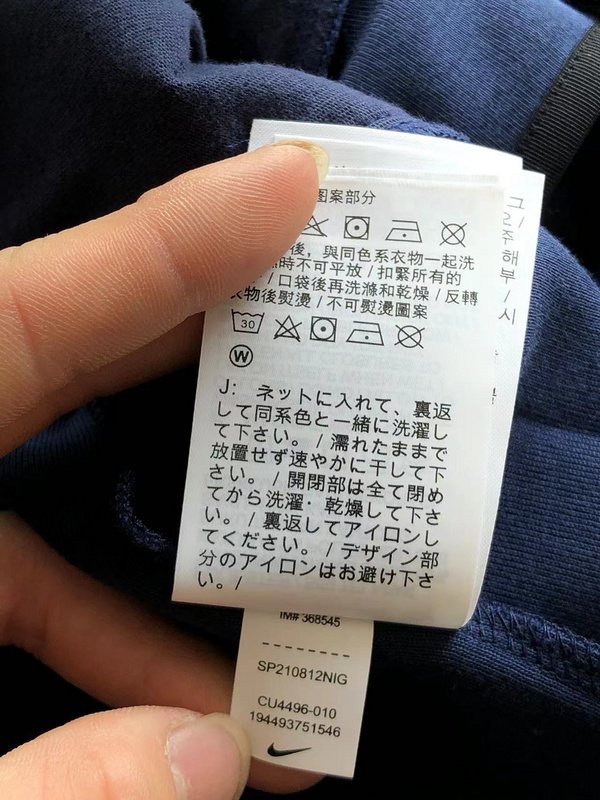 图案部分
後，與同色系衣物一起洗
時不可平放 / 扣緊所有的
/ 口袋後再洗滌和乾燥 / 反轉
衣物後熨燙 / 不可熨燙圖案
30
W
J: ネットに入れて、裏返
して同系色と一緒に洗濯し
て下さい。 / 濡れたままで
放置せず速やかに干して下
さい。 / 開閉部は全て閉め
てから洗濯・乾燥して下さ
い。 / 裏返してアイロンし
てください。 / デザイン部
分のアイロンはお避け下さ
い。/
그 /
주
해
부
/ 시
IM# 368545
SP210812NIG
CU4496-010
194493751546